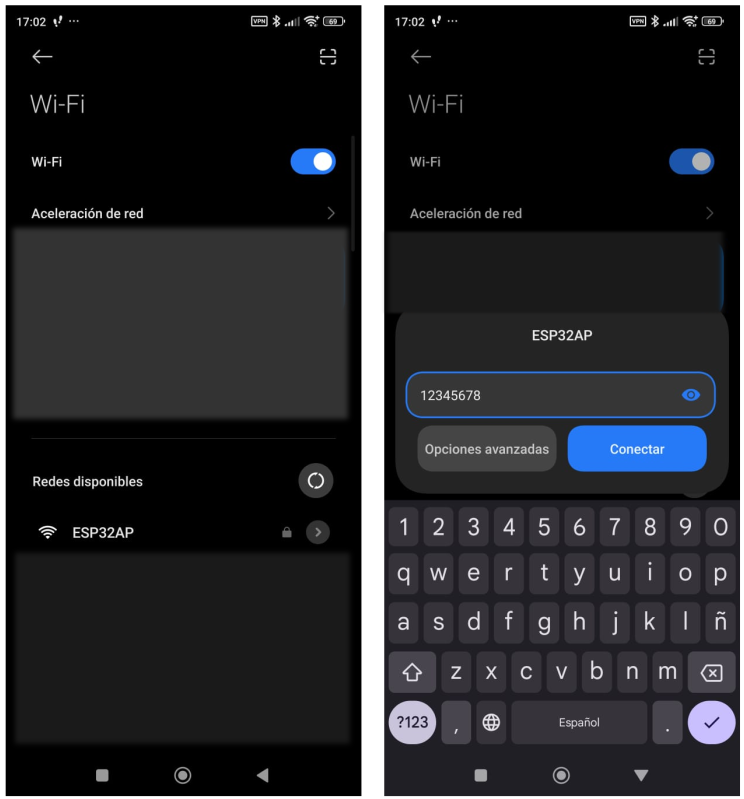 17:02 ··· VPN 69
Wi-Fi
Wi-Fi
Aceleración de red
Redes disponibles
ESP32AP
17:02 ··· VPN 69
Wi-Fi
Wi-Fi
Aceleración de red
ESP32AP
12345678
Opciones avanzadas Conectar
1 2 3 4 5 6 7 8 9 0
q w e r t y u i o p
a s d f g h j k l ñ
z x c v b n m
?123 , Español .